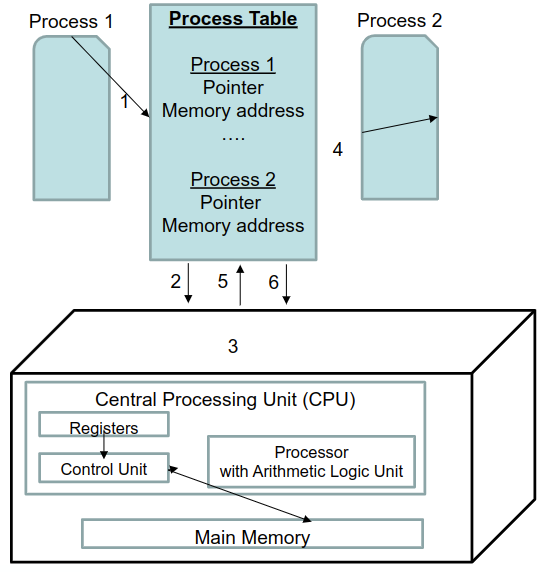 Process 1
Process Table
Process 2
Process 1
Pointer
Memory address
....
Process 2
Pointer
Memory address
1
4
2
5
6
3
Central Processing Unit (CPU)
Registers
Control Unit
Processor
with Arithmetic Logic Unit
Main Memory